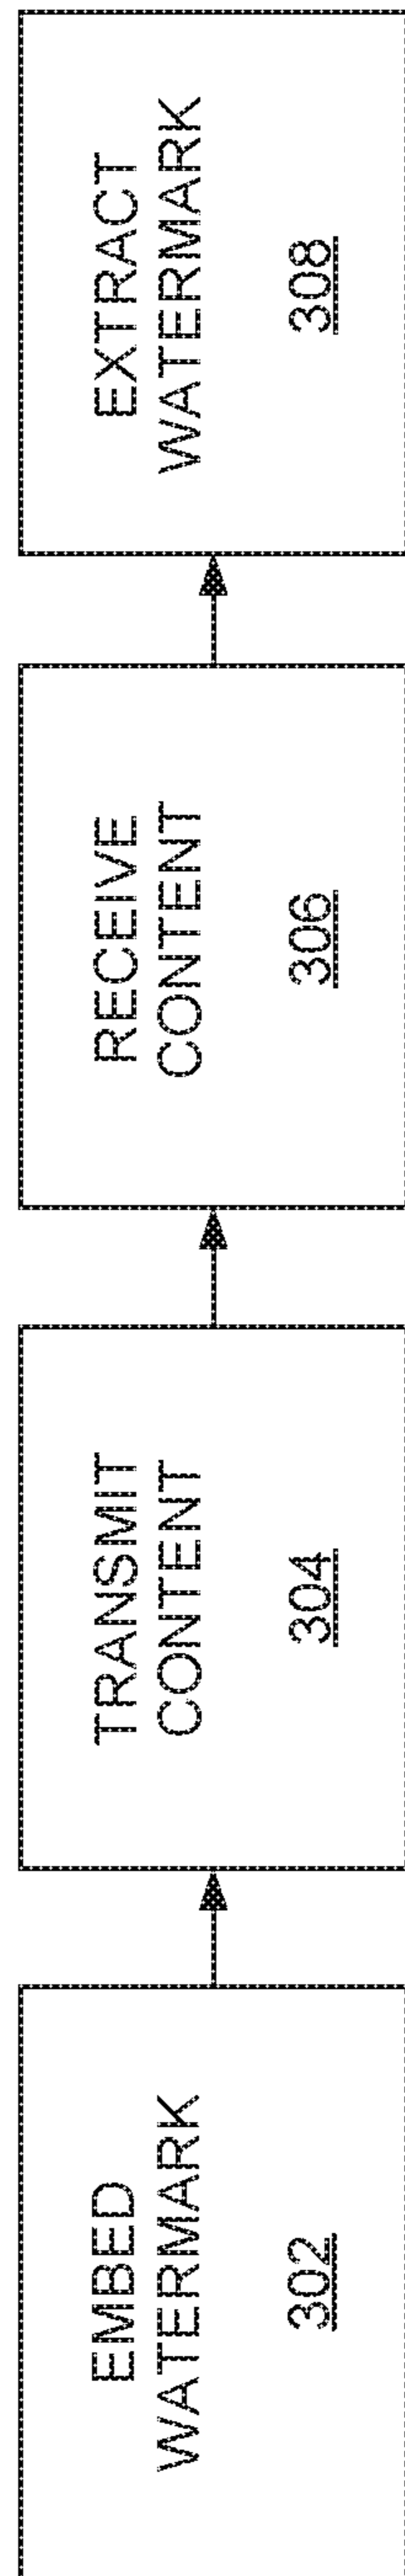 EMBED
WATERMARK
302
TRANSMIT
CONTENT
304
RECEIVE
CONTENT
306
EXTRACT
WATERMARK
308